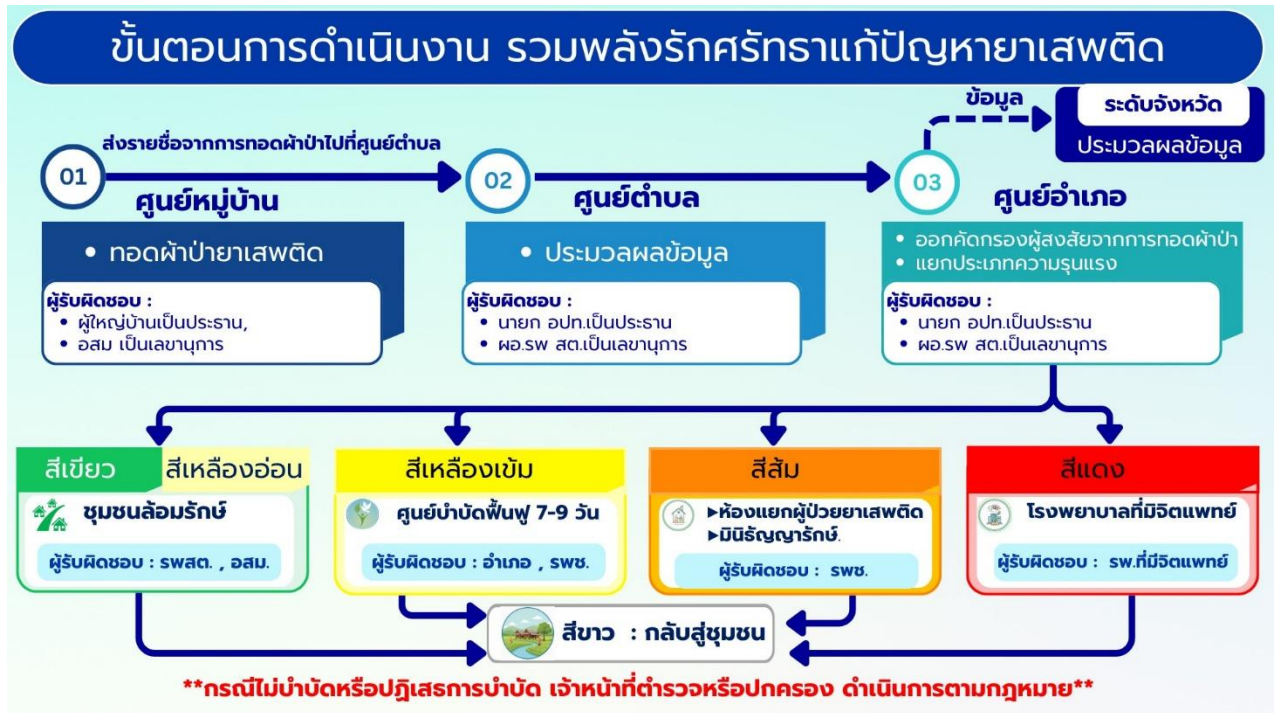 ขั้นตอนการดำเนินงาน รวมพลังรักศรัทธาแก้ปัญหายาเสพติด
ข้อมูล
ระดับจังหวัด
ประมวลผลข้อมูล
ส่งรายชื่อจากการทอดผ้าป่าไปที่ศูนย์ตำบล
01
ศูนย์หมู่บ้าน
• ทอดผ้าป่ายาเสพติด
ผู้รับผิดชอบ :
• ผู้ใหญ่บ้านเป็นประธาน,
• อสม เป็นเลขานุการ
02
ศูนย์ตำบล
• ประมวลผลข้อมูล
ผู้รับผิดชอบ :
• นายก อปท.เป็นประธาน
• ผอ.รพ สต.เป็นเลขานุการ
03
ศูนย์อำเภอ
• ออกคัดกรองผู้สงสัยจากการทอดผ้าป่า
• แยกประเภทความรุนแรง
ผู้รับผิดชอบ :
• นายก อปท.เป็นประธาน
• ผอ.รพ สต.เป็นเลขานุการ
สีเขียว สีเหลืองอ่อน
ชุมชนล้อมรักษ์
ผู้รับผิดชอบ : รพสต. , อสม.
สีเหลืองเข้ม
ศูนย์บำบัดฟื้นฟู 7-9 วัน
ผู้รับผิดชอบ : อำเภอ , รพช.
สีส้ม
►ห้องแยกผู้ป่วยยาเสพติด
►มินิธัญญารักษ์.
ผู้รับผิดชอบ : รพช.
สีแดง
โรงพยาบาลที่มีจิตแพทย์
ผู้รับผิดชอบ : รพ.ที่มีจิตแพทย์
สีขาว : กลับสู่ชุมชน
**กรณีไม่บำบัดหรือปฏิเสธการบำบัด เจ้าหน้าที่ตำรวจหรือปกครอง ดำเนินการตามกฎหมาย**